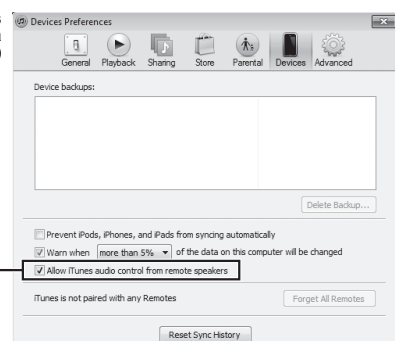 Devices Preferences
General Playback Sharing Store Parental Devices Advanced
Device backups:
Delete Backup...
Prevent iPods, iPhones, and iPads from syncing automatically
Warn when more than 5% of the data on this computer will be changed
Allow iTunes audio control from remote speakers
iTunes is not paired with any Remotes
Forget All Remotes
Reset Sync History